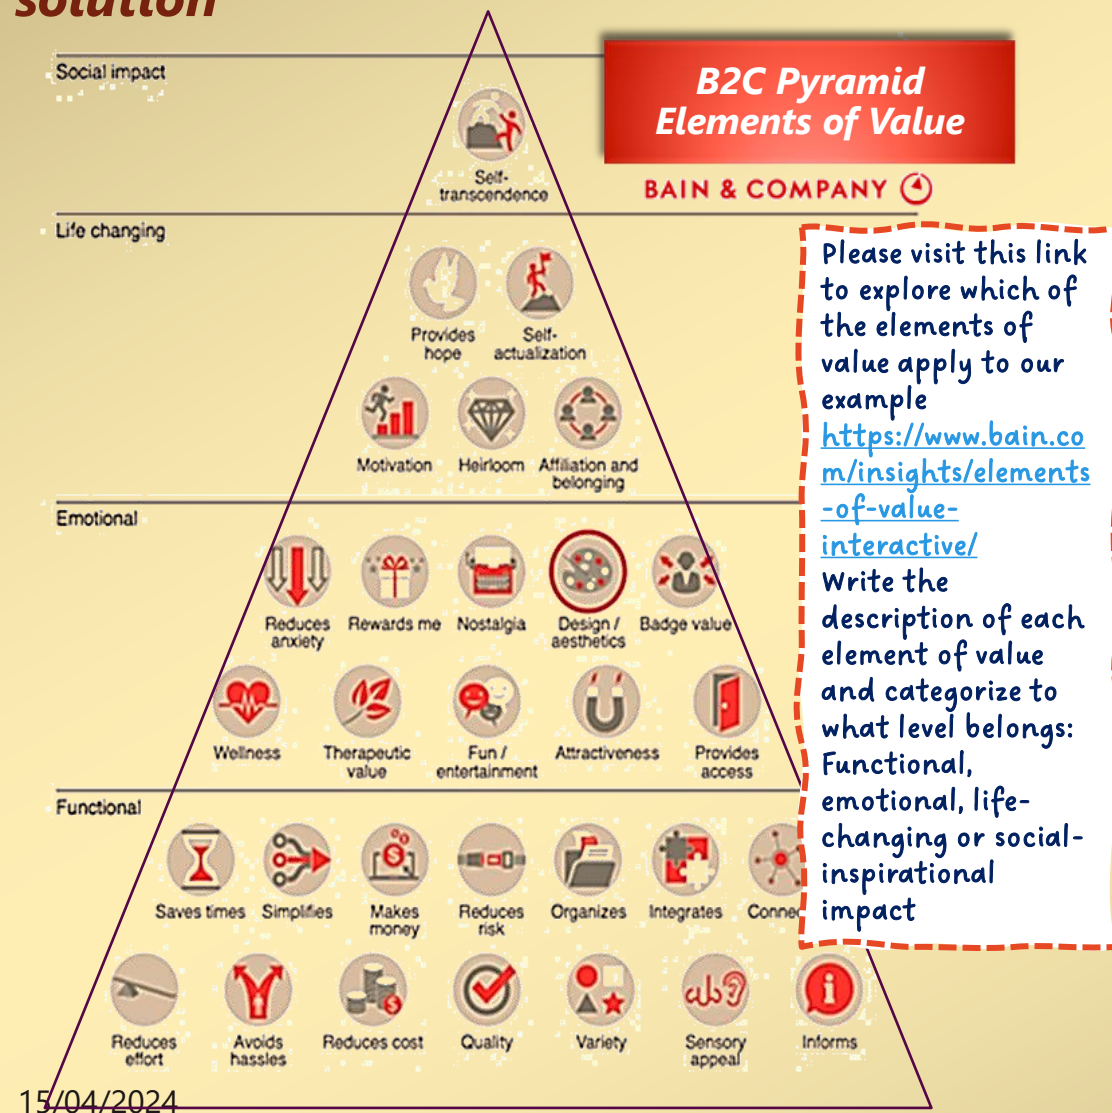 solution
B2C Pyramid
Elements of Value
BAIN & COMPANY
Social impact
Self-
transcendence
Life changing
Provides
hope
Self-
actualization
Motivation
Heirloom
Affiliation and
belonging
Emotional
Reduces
anxiety
Rewards me
Nostalgia
Design /
aesthetics
Badge value
Wellness
Therapeutic
value
Fun /
entertainment
Attractiveness
Provides
access
Functional
Saves times
Simplifies
Makes
money
Reduces
risk
Organizes
Integrates
Connec
Reduces
effort
Avoids
hassles
Reduces cost
Quality
Variety
Sensory
appeal
Informs
Please visit this link
to explore which of
the elements of
value apply to our
example
https://www.bain.co
m/insights/elements
-of-value-
interactive/
Write the
description of each
element of value
and categorize to
what level belongs:
Functional,
emotional, life-
changing or social-
inspirational
impact
15/04/2024